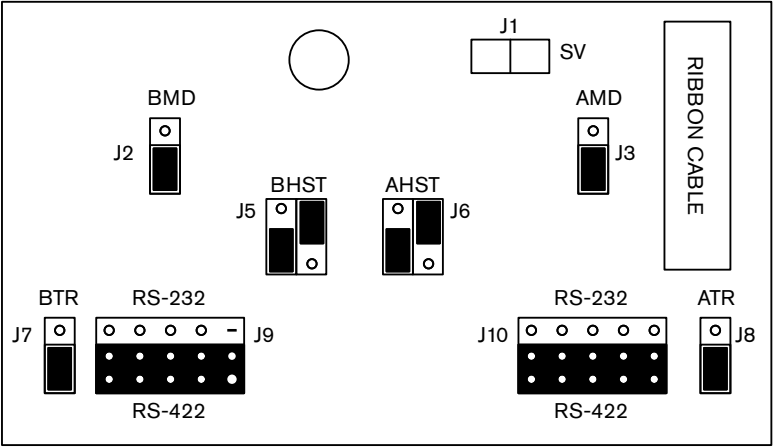 J1
SV
RIBBON CABLE
BMD
AMD
J2
J3
BHST
AHST
J5
J6
BTR
RS-232
RS-232
ATR
J7
J9
J10
J8
RS-422
RS-422